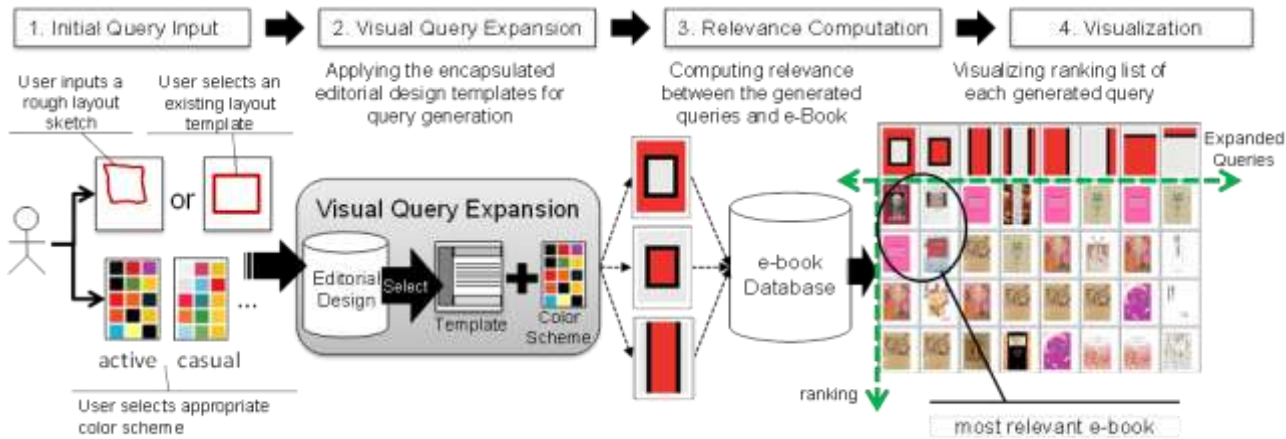 1. Initial Query Input
2. Visual Query Expansion
3. Relevance Computation
4. Visualization
User inputs a
rough layout
sketch
User selects an
existing layout
template
or
active
casual
...
User selects appropriate
color scheme
Applying the encapsulated
editorial design templates for
query generation
Visual Query Expansion
Editorial
Design
Select
Template
Color
Scheme
Computing relevance
between the generated
queries and e-Book
e-book
Database
Visualizing ranking list of
each generated query
Expanded
Queries
ranking
most relevant e-book